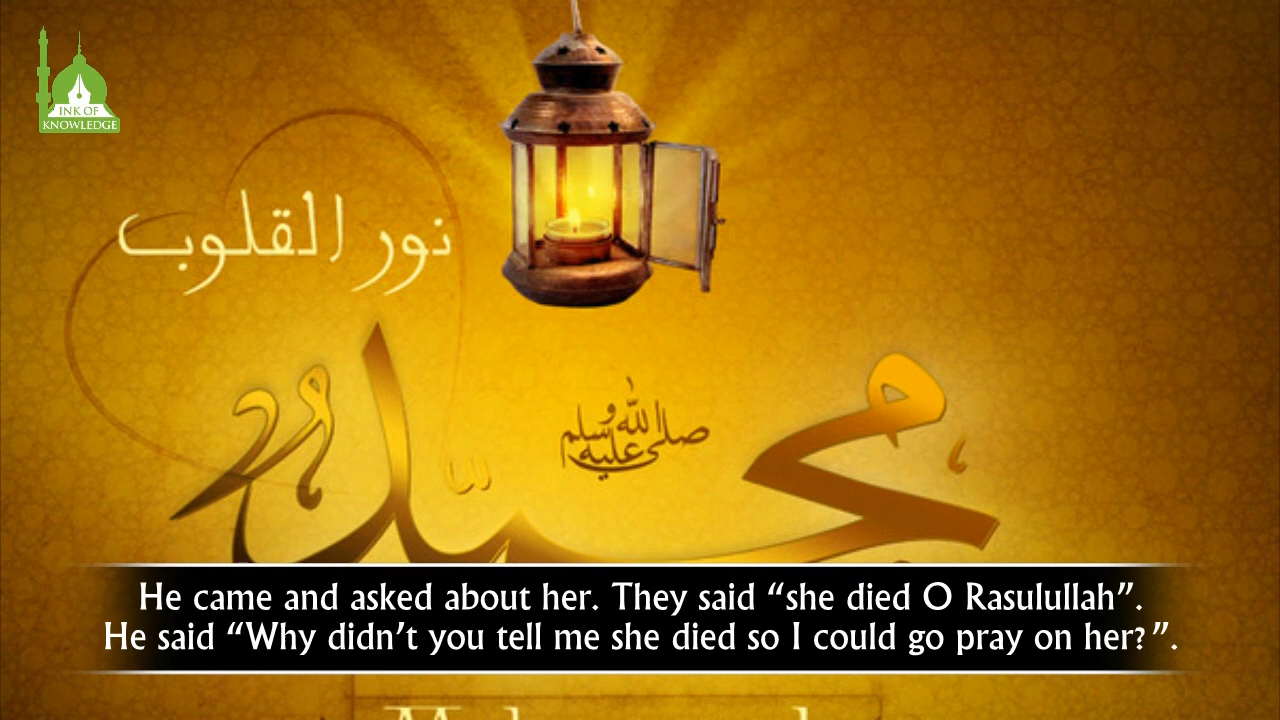 INK OF
KNOWLEDGE
نور القلوب
محمد
صلى الله عليه وسلم
He came and asked about her. They said “she died O Rasulullah”.
He said “Why didn’t you tell me she died so I could go pray on her?”.